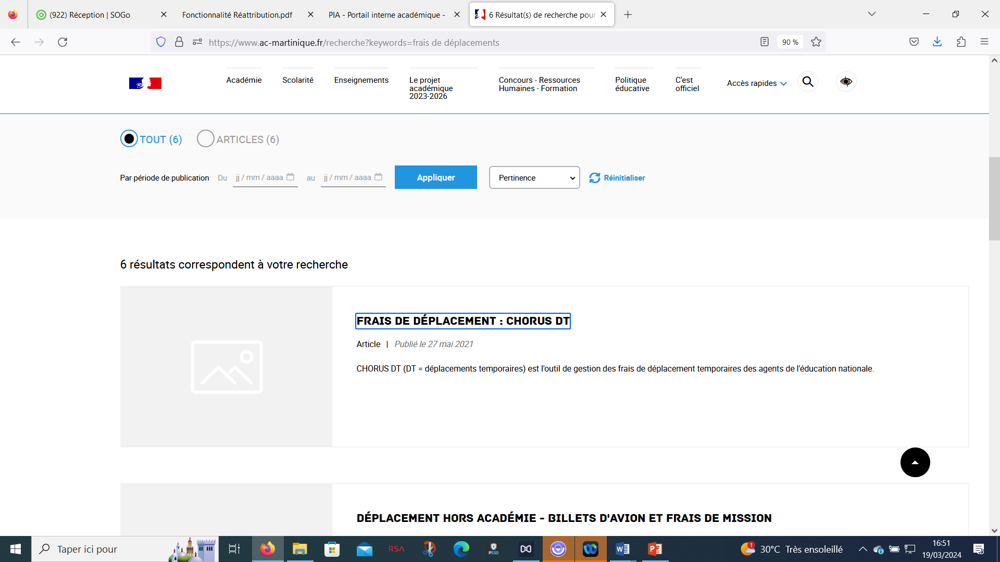 (922) Réception | SOGo
Fonctionnalité Réattribution.pdf
PIA - Portail interne académique -
6 Résultat(s) de recherche pour
https://www.ac-martinique.fr/recherche?keywords=frais de déplacements
90 %
Académie
Scolarité
Enseignements
Le projet
académique
2023-2026
Concours - Ressources
Humaines - Formation
Politique
éducative
C'est
officiel
Accès rapides
TOUT (6)
ARTICLES (6)
Par période de publication Du jj / mm / aaaa au jj / mm / aaaa
Appliquer
Pertinence
Réinitialiser
6 résultats correspondent à votre recherche
FRAIS DE DÉPLACEMENT : CHORUS DT
Article | Publié le 27 mai 2021
CHORUS DT (DT = déplacements temporaires) est l'outil de gestion des frais de déplacement temporaires des agents de l'éducation nationale.
DÉPLACEMENT HORS ACADÉMIE - BILLETS D'AVION ET FRAIS DE MISSION
Taper ici pour
RSA
PSSD
1
30°C Très ensoleillé
16:51
19/03/2024